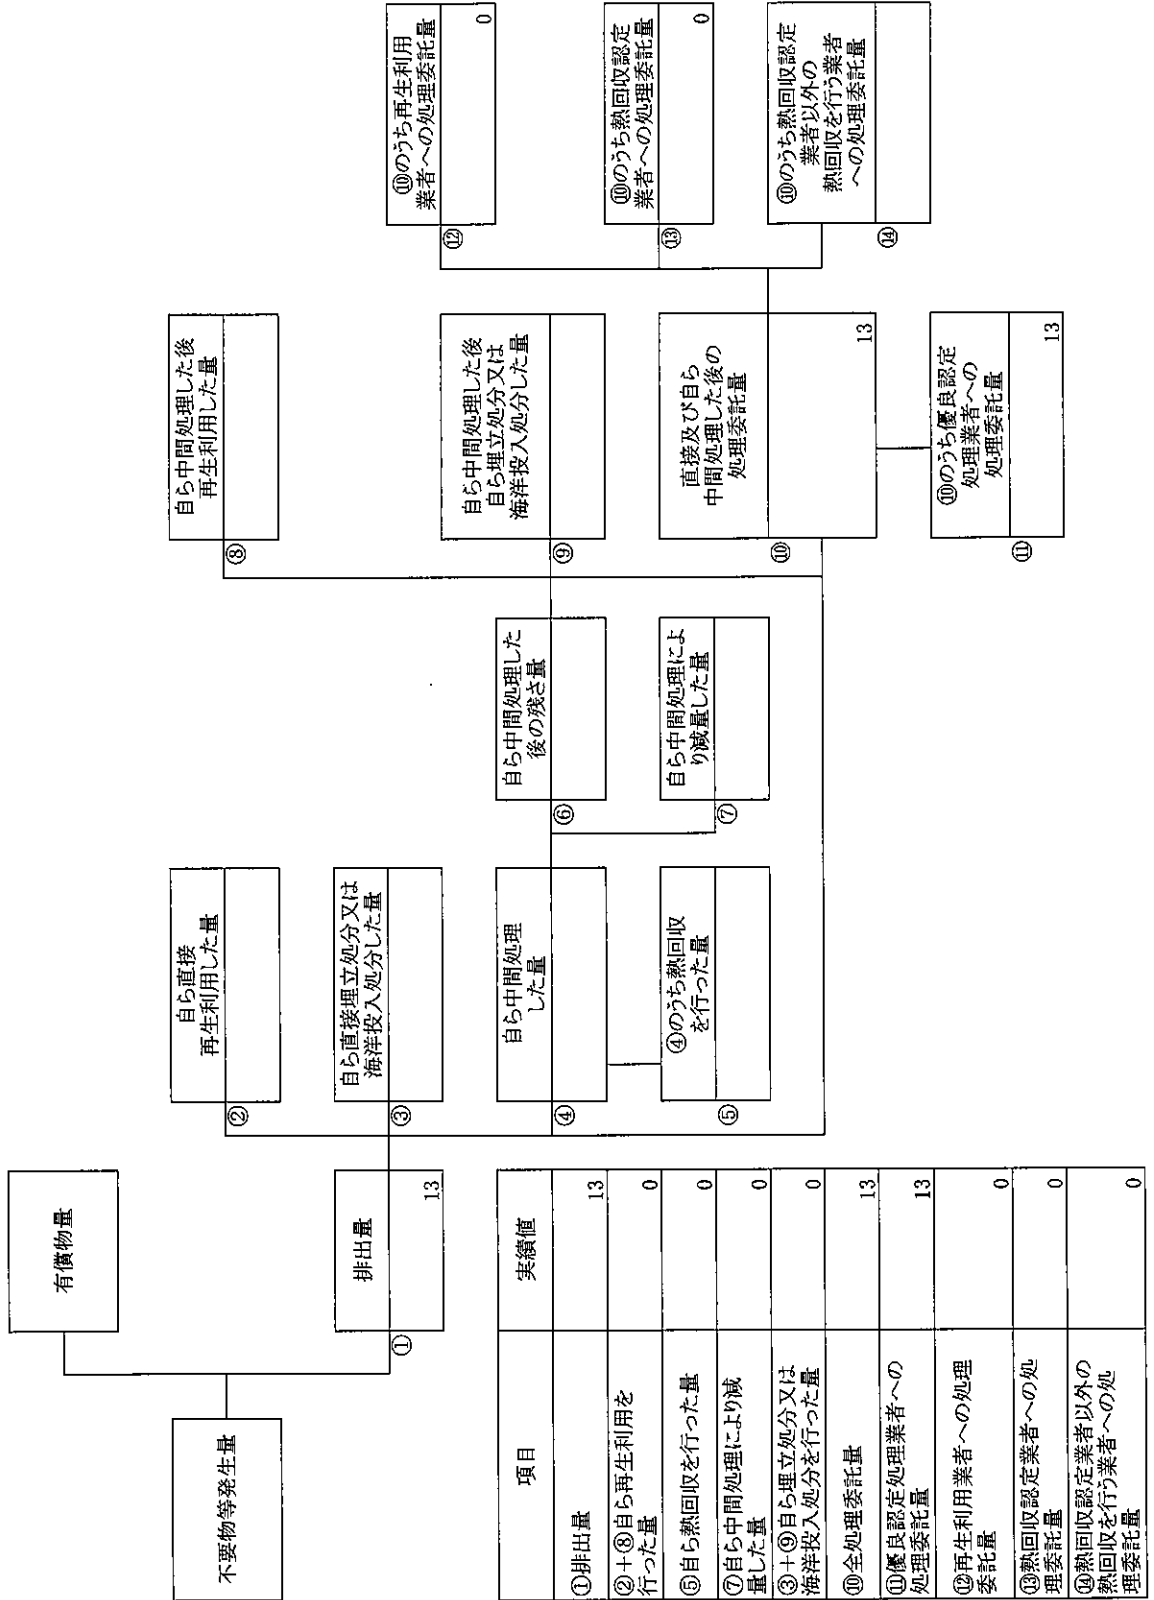 不要物等発生量
有償物量
①
排出量
13
②
自ら直接
再生利用した量
③
自ら直接埋立処分又は
海洋投入処分した量
④
自ら中間処理
した量
⑤
④のうち熱回収
を行った量
⑥
自ら中間処理した
後の残さ量
⑦
自ら中間処理によ
り減量した量
⑧
自ら中間処理した後
再生利用した量
⑨
自ら中間処理した後
自ら埋立処分又は
海洋投入処分した量
⑩
直接及び自ら
中間処理した後の
処理委託量
13
⑪
⑩のうち優良認定
処理業者への
処理委託量
13
⑫
⑩のうち再生利用
業者への処理委託量
0
⑬
⑩のうち熱回収認定
業者への処理委託量
0
⑭
⑩のうち熱回収認定
業者以外の
熱回収を行う業者
への処理委託量
項目 実績値
①排出量 13
②+⑧自ら再生利用を
行った量 0
⑤自ら熱回収を行った量 0
⑦自ら中間処理により減
量した量 0
③+⑨自ら埋立処分又は
海洋投入処分を行った量 0
⑩全処理委託量 13
⑪優良認定処理業者への
処理委託量 13
⑫再生利用業者への処理
委託量 0
⑬熱回収認定業者への処
理委託量 0
⑭熱回収認定業者以外の
熱回収を行う業者への処
理委託量 0